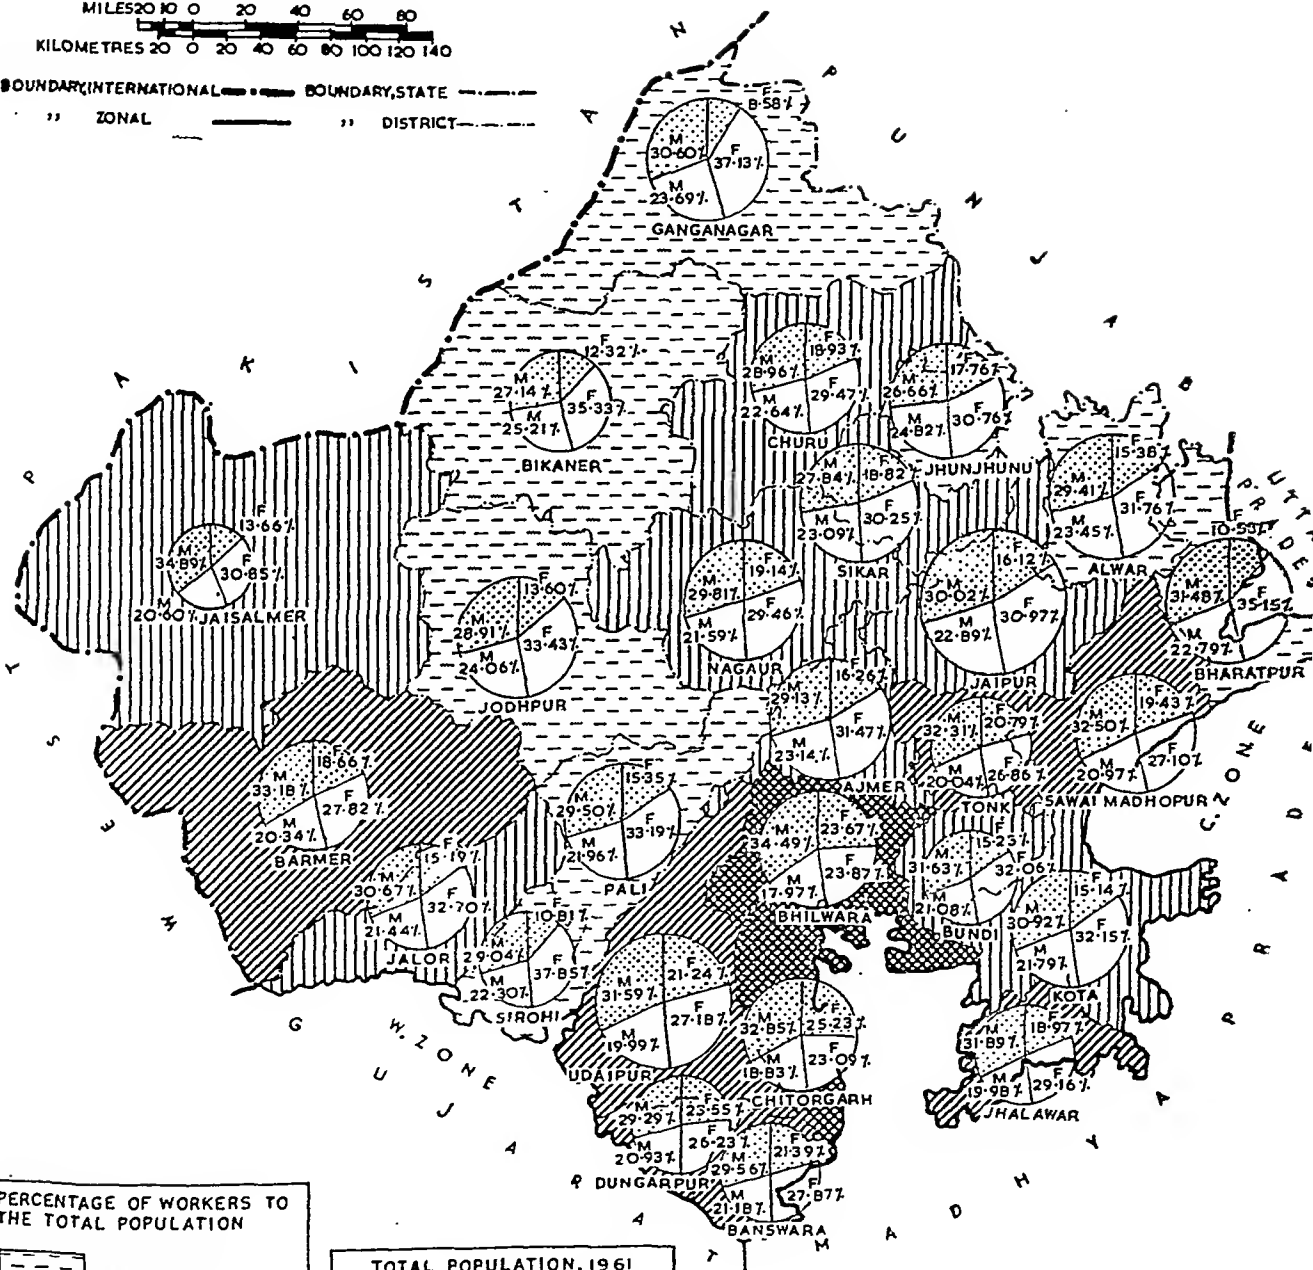 MILES 20 10 0 20 40 60 80
KILOMETRES 20 0 20 40 60 80 100 120 140
BOUNDARY, INTERNATIONAL BOUNDARY, STATE
" ZONAL " DISTRICT
WEST PAKISTAN
PUNJAB
UTTAR PRADESH
C. ZONE
MADHYA PRADESH
W. ZONE
GUJARAT
F 8·58%
M 30·60%
F 37·13%
M 23·69%
GANGANAGAR
F 12·32%
M 27·14%
F 35·33%
M 25·21%
BIKANER
F 18·93%
M 28·96%
F 29·47%
M 22·64%
CHURU
F 17·76%
M 26·66%
F 30·76%
M 24·82%
JHUNJHUNU
F 18·82
M 27·84%
F 30·25%
M 23·09%
SIKAR
F 15·38%
M 29·41%
F 31·76%
M 23·45%
ALWAR
F 10·53%
M 31·48%
F 35·15%
M 22·79%
BHARATPUR
F 13·66%
M 34·89%
F 30·85%
M 20·60%
JAISALMER
F 13·60%
M 28·91%
F 33·43%
M 24·06%
JODHPUR
F 19·14%
M 29·81%
F 29·46%
M 21·59%
NAGAUR
F 16·12%
M 30·02%
F 30·97%
M 22·89%
JAIPUR
F 16·26%
M 29·13%
F 31·47%
M 23·14%
AJMER
F 20·79%
M 32·31%
F 26·86%
M 20·04%
TONK
F 19·43%
M 32·50%
F 27·10%
M 20·97%
SAWAI MADHOPUR
F 18·66%
M 33·18%
F 27·82%
M 20·34%
BARMER
F 15·35
M 29·50%
F 33·19%
M 21·96%
PALI
F 23·67%
M 34·49%
F 23·87%
M 17·97%
BHILWARA
F 15·23%
M 31·63%
F 32·06%
M 21·08%
BUNDI
F 15·14%
M 30·92%
F 32·15%
M 21·79%
KOTA
F 15·19%
M 30·67%
F 32·70%
M 21·44%
JALOR
F 10·81%
M 29·04%
F 37·85%
M 22·30%
SIROHI
F 21·24%
M 31·59%
F 27·18%
M 19·99%
UDAIPUR
F 25·23%
M 32·85%
F 23·09%
M 18·83%
CHITORGARH
F 18·97%
M 31·89%
F 29·16%
M 19·98%
JHALAWAR
F 23·55%
M 29·29%
F 26·23%
M 20·93%
DUNGARPUR
F 21·39%
M 29·56%
F 27·87%
M 21·18%
BANSWARA
PERCENTAGE OF WORKERS TO
THE TOTAL POPULATION
TOTAL POPULATION, 1961